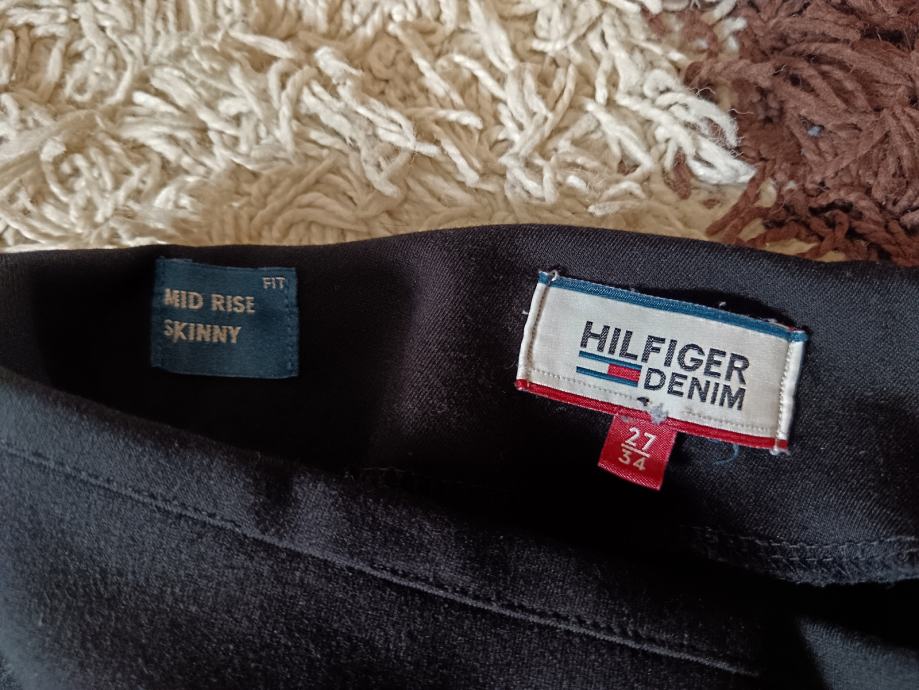 FIT
MID RISE
SKINNY
HILFIGER
DENIM
27
34